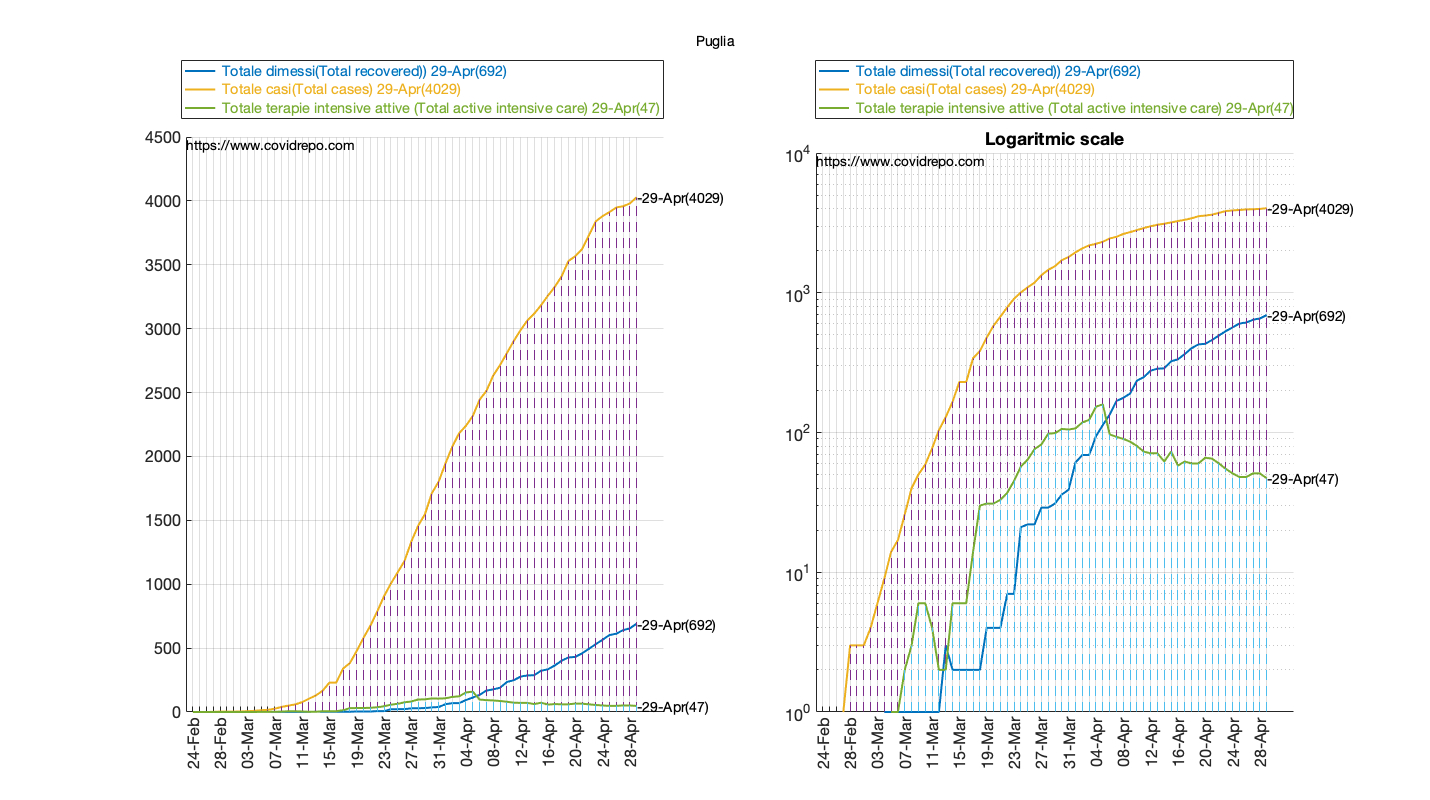 Puglia
Totale dimessi(Total recovered)) 29-Apr(692)
Totale casi(Total cases) 29-Apr(4029)
Totale terapie intensive attive (Total active intensive care) 29-Apr(47)
https://www.covidrepo.com
4500
4000
3500
3000
2500
2000
1500
1000
500
0
-29-Apr(4029)
-29-Apr(692)
-29-Apr(47)
24-Feb
28-Feb
03-Mar
07-Mar
11-Mar
15-Mar
19-Mar
23-Mar
27-Mar
31-Mar
04-Apr
08-Apr
12-Apr
16-Apr
20-Apr
24-Apr
28-Apr
Totale dimessi(Total recovered)) 29-Apr(692)
Totale casi(Total cases) 29-Apr(4029)
Totale terapie intensive attive (Total active intensive care) 29-Apr(47)
Logaritmic scale
https://www.covidrepo.com
10^4
10^3
10^2
10^1
10^0
-29-Apr(4029)
-29-Apr(692)
-29-Apr(47)
24-Feb
28-Feb
03-Mar
07-Mar
11-Mar
15-Mar
19-Mar
23-Mar
27-Mar
31-Mar
04-Apr
08-Apr
12-Apr
16-Apr
20-Apr
24-Apr
28-Apr